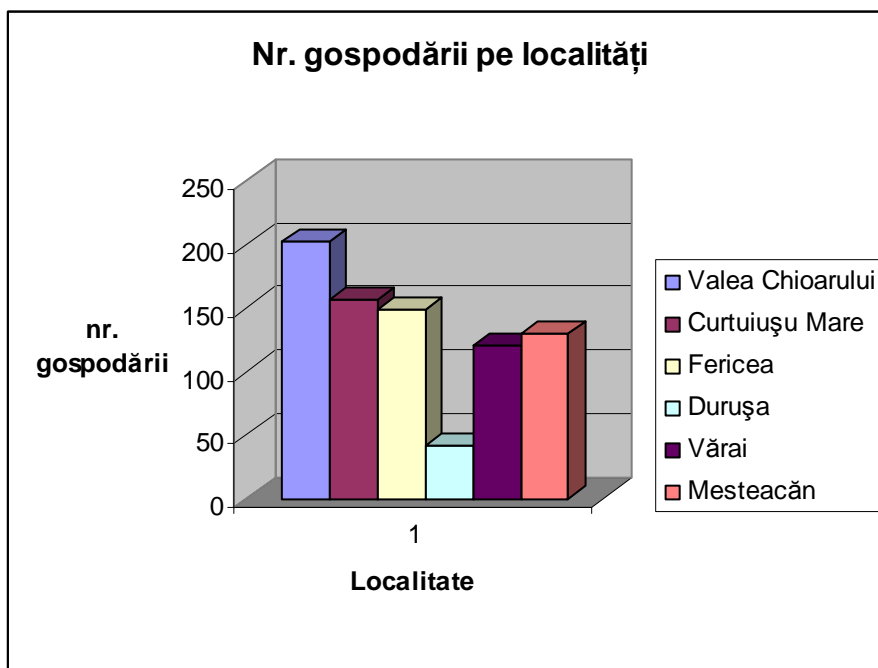 Nr. gospodării pe localități
250
200
150
100
50
0
nr.
gospodării
1
Localitate
Valea Chioarului
Curtuiuşu Mare
Fericea
Duruşa
Vărai
Mesteacăn